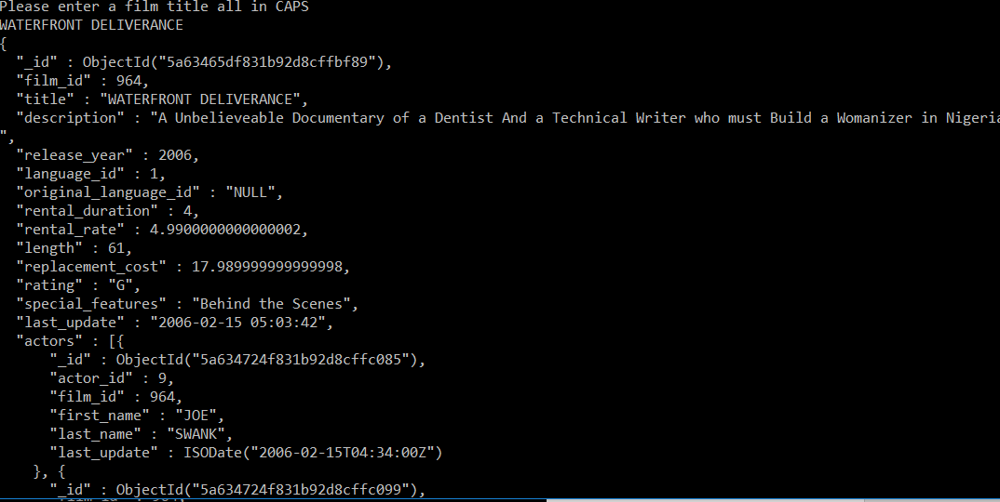 Please enter a film title all in CAPS
WATERFRONT DELIVERANCE
{
  "_id" : ObjectId("5a63465df831b92d8cffbf89"),
  "film_id" : 964,
  "title" : "WATERFRONT DELIVERANCE",
  "description" : "A Unbelieveable Documentary of a Dentist And a Technical Writer who must Build a Womanizer in Nigeria
",
  "release_year" : 2006,
  "language_id" : 1,
  "original_language_id" : "NULL",
  "rental_duration" : 4,
  "rental_rate" : 4.9900000000000002,
  "length" : 61,
  "replacement_cost" : 17.989999999999998,
  "rating" : "G",
  "special_features" : "Behind the Scenes",
  "last_update" : "2006-02-15 05:03:42",
  "actors" : [{
      "_id" : ObjectId("5a634724f831b92d8cffc085"),
      "actor_id" : 9,
      "film_id" : 964,
      "first_name" : "JOE",
      "last_name" : "SWANK",
      "last_update" : ISODate("2006-02-15T04:34:00Z")
    }, {
      "_id" : ObjectId("5a634724f831b92d8cffc099"),